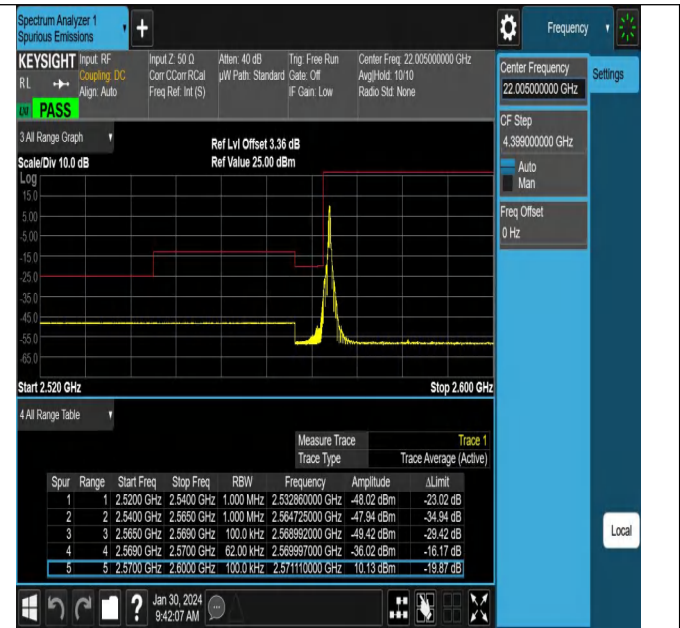 Spectrum Analyzer 1
Spurious Emissions
+
Frequency
KEYSIGHT Input: RF Input Z: 50 Ω Atten: 40 dB Trig: Free Run Center Freq: 22.005000000 GHz
RL Coupling: DC Corr CCorr RCal µW Path: Standard Gate: Off Avg|Hold: 10/10
Align: Auto Freq Ref: Int (S) IF Gain: Low Radio Std: None
PASS
Center Frequency
22.005000000 GHz
Settings
CF Step
4.399000000 GHz
Auto
Man
Freq Offset
0 Hz
3 All Range Graph
Ref Lvl Offset 3.36 dB
Scale/Div 10.0 dB Ref Value 25.00 dBm
Log
15.0
5.00
-5.00
-15.0
-25.0
-35.0
-45.0
-55.0
-65.0
Start 2.520 GHz Stop 2.600 GHz
4 All Range Table
Measure Trace Trace 1
Trace Type Trace Average (Active)
Spur Range Start Freq Stop Freq RBW Frequency Amplitude ΔLimit
1 1 2.5200 GHz 2.5400 GHz 1.000 MHz 2.532860000 GHz -48.02 dBm -23.02 dB
2 2 2.5400 GHz 2.5650 GHz 1.000 MHz 2.564725000 GHz -47.94 dBm -34.94 dB
3 3 2.5650 GHz 2.5690 GHz 100.0 kHz 2.568992000 GHz -49.42 dBm -29.42 dB
4 4 2.5690 GHz 2.5700 GHz 62.00 kHz 2.569997000 GHz -36.02 dBm -16.17 dB
5 5 2.5700 GHz 2.6000 GHz 100.0 kHz 2.571110000 GHz 10.13 dBm -19.87 dB
Local
?
Jan 30, 2024
9:42:07 AM